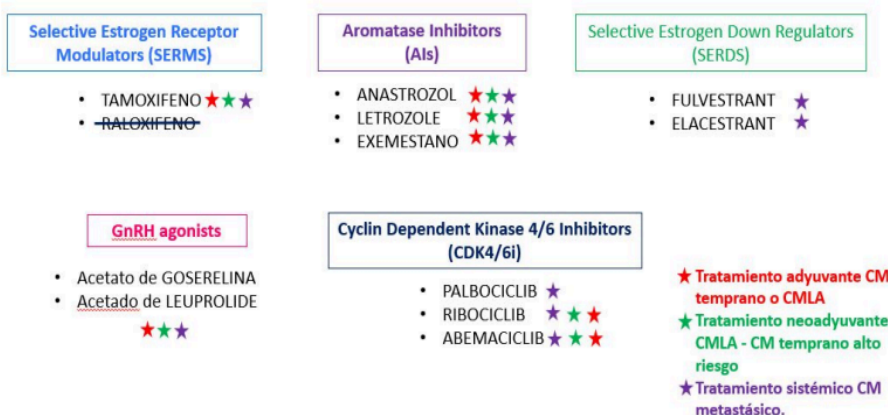 Selective Estrogen Receptor
Modulators (SERMS)
Aromatase Inhibitors
(AIs)
Selective Estrogen Down Regulators
(SERDS)
• TAMOXIFENO
• RALOXIFENO
• ANASTROZOL
• LETROZOLE
• EXEMESTANO
• FULVESTRANT
• ELACESTRANT
GnRH agonists
Cyclin Dependent Kinase 4/6 Inhibitors
(CDK4/6i)
• Acetato de GOSERELINA
• Acetado de LEUPROLIDE
• PALBOCICLIB
• RIBOCICLIB
• ABEMACICLIB
Tratamiento adyuvante CM
temprano o CMLA
Tratamiento neoadyuvante
CMLA - CM temprano alto
riesgo
Tratamiento sistémico CM
metastásico.